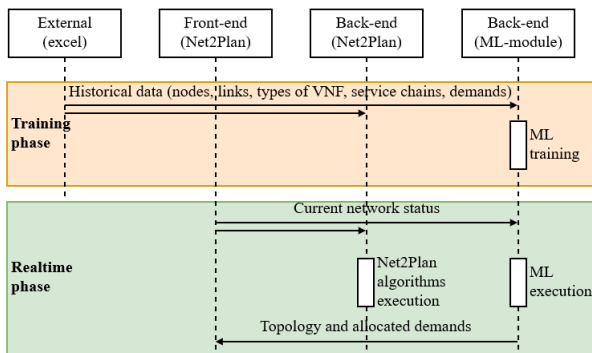 External
(excel)
Front-end
(Net2Plan)
Back-end
(Net2Plan)
Back-end
(ML-module)
Historical data (nodes, links, types of VNF, service chains, demands)
Training
phase
ML
training
Current network status
Realtime
phase
Net2Plan
algorithms
execution
ML
execution
Topology and allocated demands